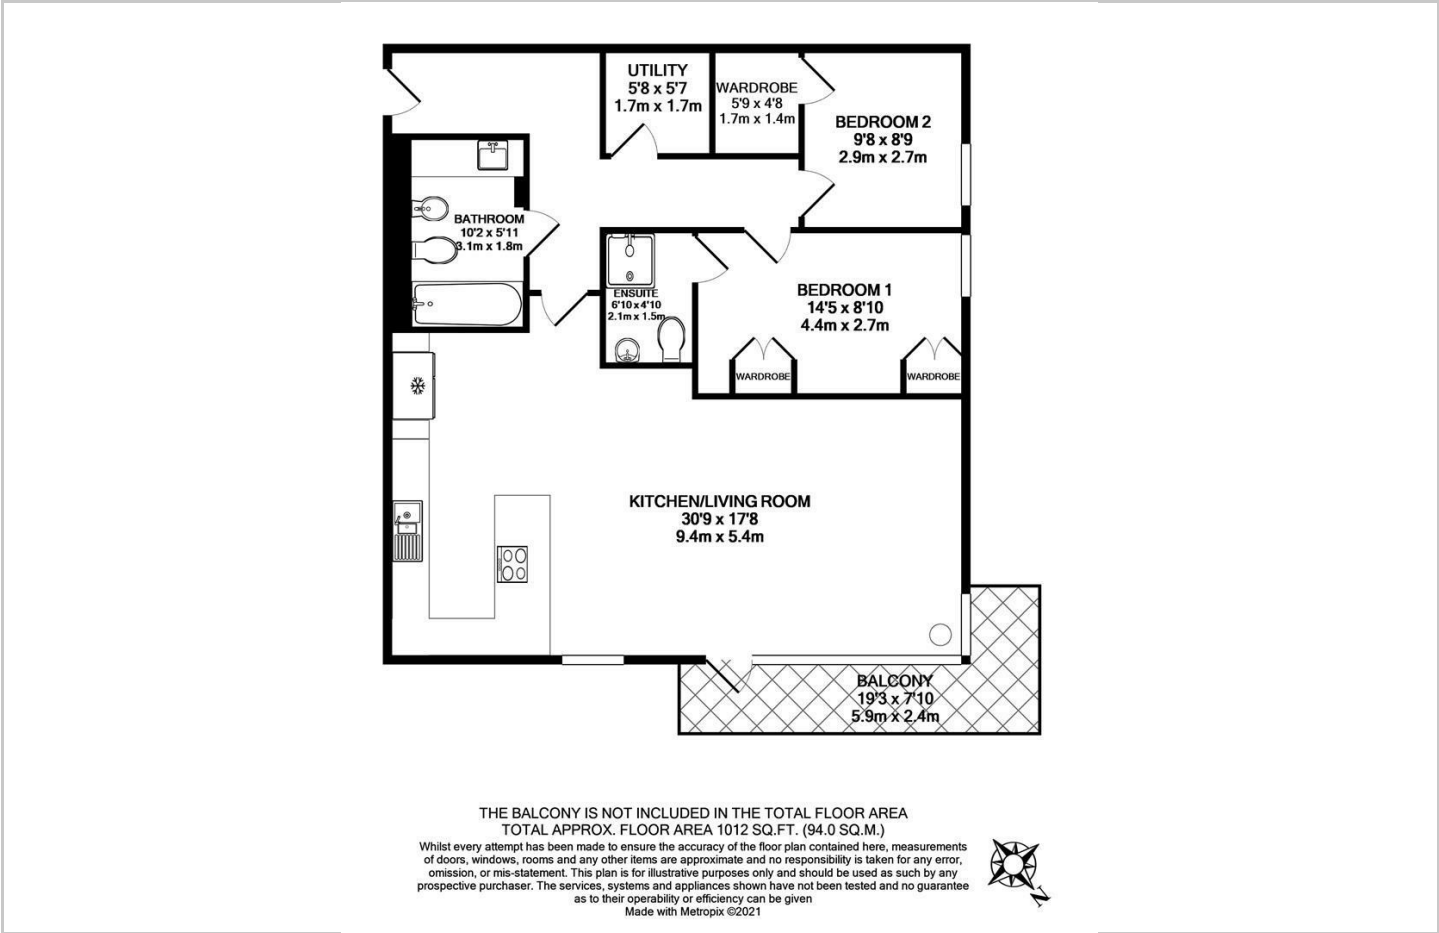 UTILITY
5'8 x 5'7
1.7m x 1.7m
WARDROBE
5'9 x 4'8
1.7m x 1.4m
BEDROOM 2
9'8 x 8'9
2.9m x 2.7m
BATHROOM
10'2 x 5'11
3.1m x 1.8m
ENSUITE
6'10 x 4'10
2.1m x 1.5m
BEDROOM 1
14'5 x 8'10
4.4m x 2.7m
WARDROBE
WARDROBE
KITCHEN/LIVING ROOM
30'9 x 17'8
9.4m x 5.4m
BALCONY
19'3 x 7'10
5.9m x 2.4m
THE BALCONY IS NOT INCLUDED IN THE TOTAL FLOOR AREA
TOTAL APPROX. FLOOR AREA 1012 SQ.FT. (94.0 SQ.M.)
Whilst every attempt has been made to ensure the accuracy of the floor plan contained here, measurements
of doors, windows, rooms and any other items are approximate and no responsibility is taken for any error,
omission, or mis-statement. This plan is for illustrative purposes only and should be used as such by any
prospective purchaser. The services, systems and appliances shown have not been tested and no guarantee
as to their operability or efficiency can be given
Made with Metropix ©2021
N